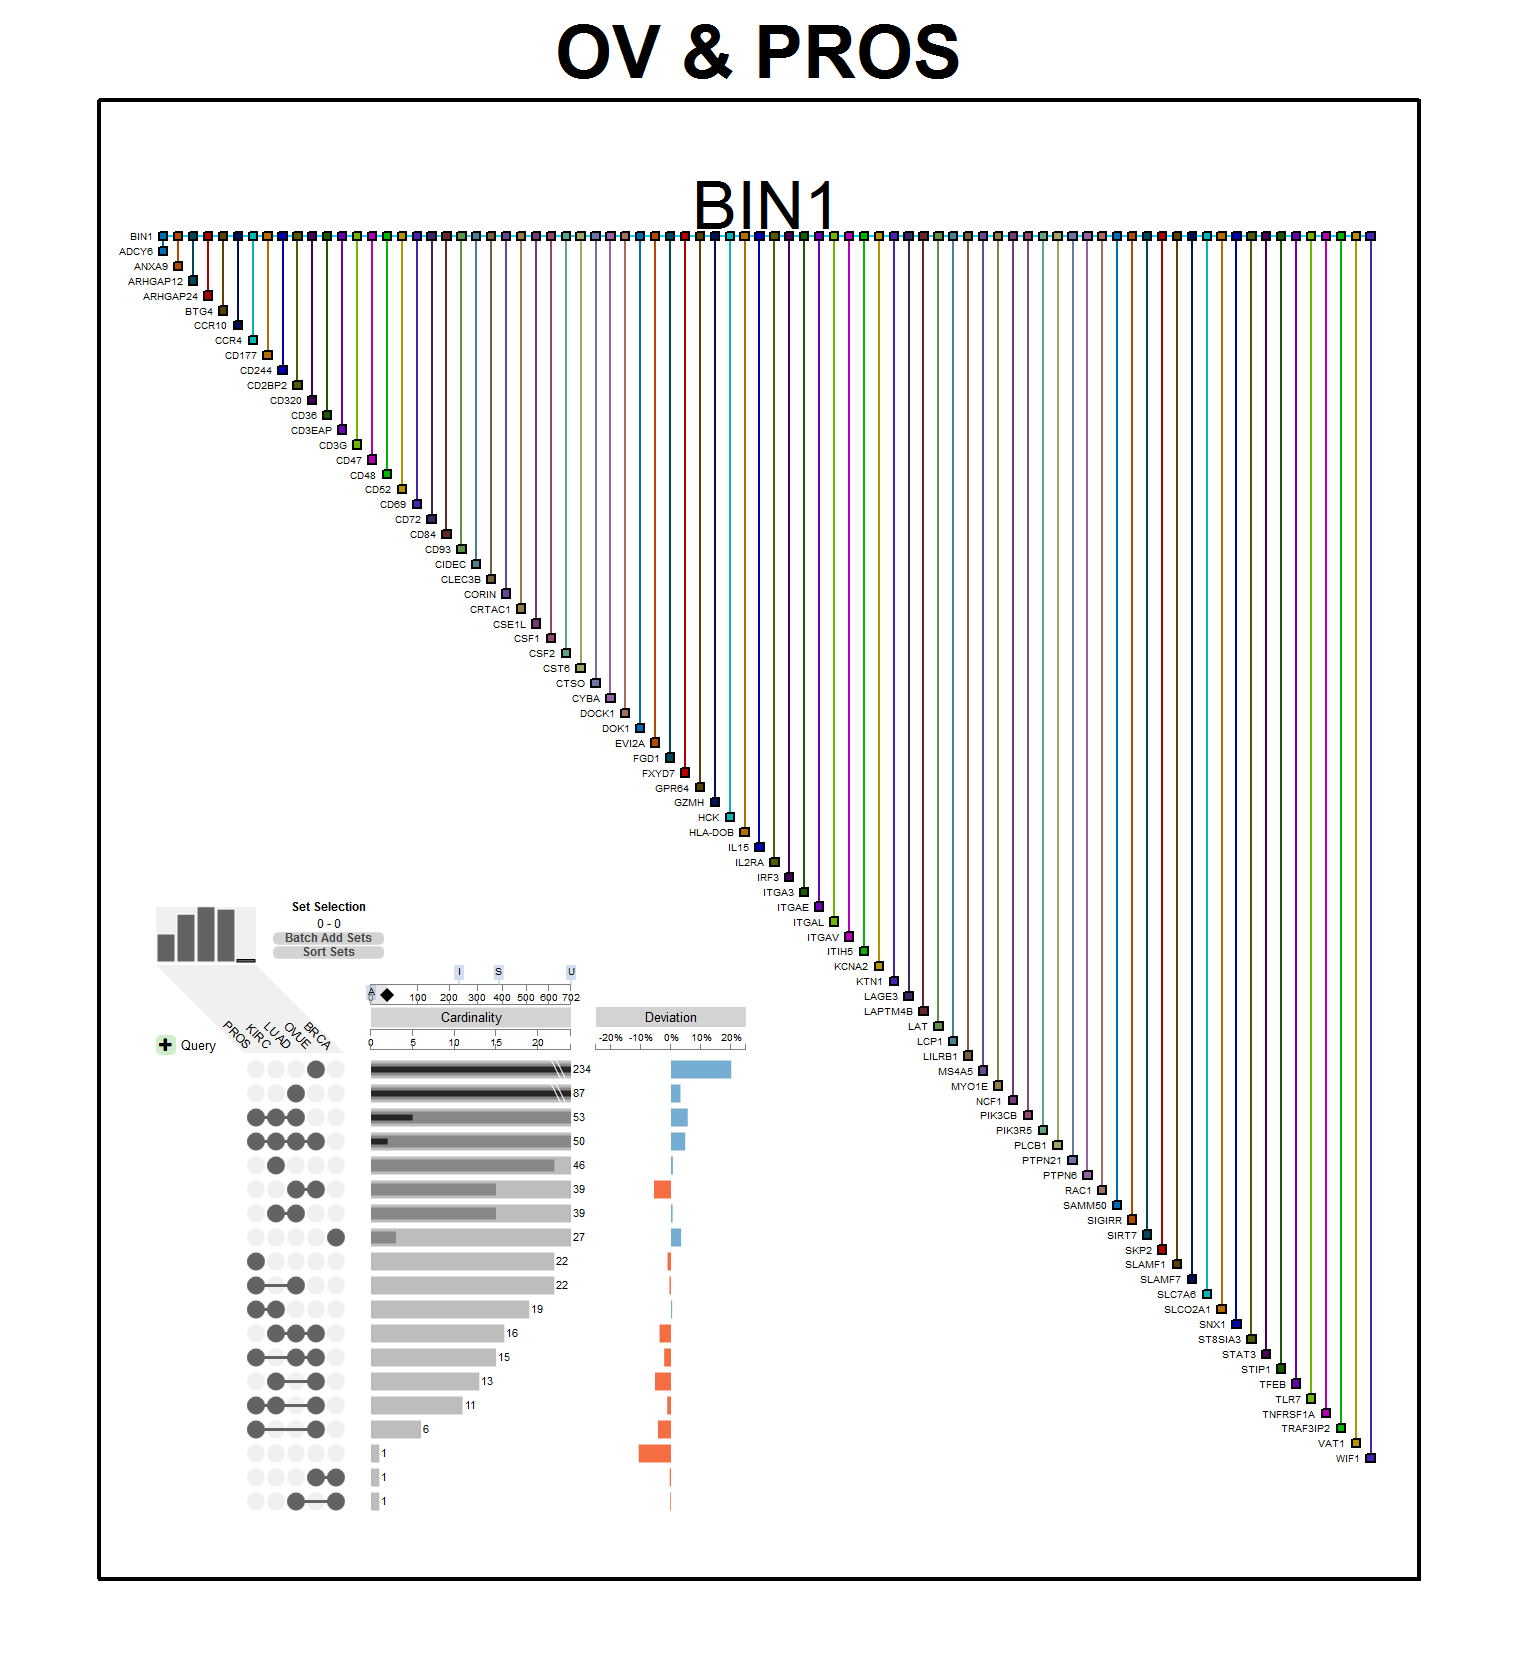 OV & PROS
BIN1
BIN1
ADCY6
ANXA9
ARHGAP12
ARHGAP24
BTG4
CCR10
CCR4
CD177
CD244
CD2BP2
CD320
CD36
CD3EAP
CD3G
CD47
CD48
CD52
CD69
CD72
CD84
CD93
CIDEC
CLEC3B
CORIN
CRTAC1
CSE1L
CSF1
CSF2
CST6
CTSO
CYBA
DOCK1
DOK1
EVI2A
FGD1
FXYD7
GPR64
GZMH
HCK
HLA-DOB
IL15
IL2RA
IRF3
ITGA3
ITGAE
ITGAL
ITGAV
ITIH5
KCNA2
KTN1
LAGE3
LAPTM4B
LAT
LCP1
LILRB1
MS4A5
MYO1E
NCF1
PIK3CB
PIK3R5
PLCB1
PTPN21
PTPN6
RAC1
SAMM50
SIGIRR
SIRT7
SKP2
SLAMF1
SLAMF7
SLC7A6
SLCO2A1
SNX1
ST8SIA3
STAT3
STIP1
TFEB
TLR7
TNFRSF1A
TRAF3IP2
VAT1
WIF1
Set Selection
0 - 0
Batch Add Sets
Sort Sets
I S U
A
100 200 300 400 500 600 702
Cardinality
Deviation
0 5 10 15 20
-20% -10% 0% 10% 20%
Query
PROS
KIRC
LUAD
OVUE
BRCA
234
87
53
50
46
39
39
27
22
22
19
16
15
13
11
6
1
1
1